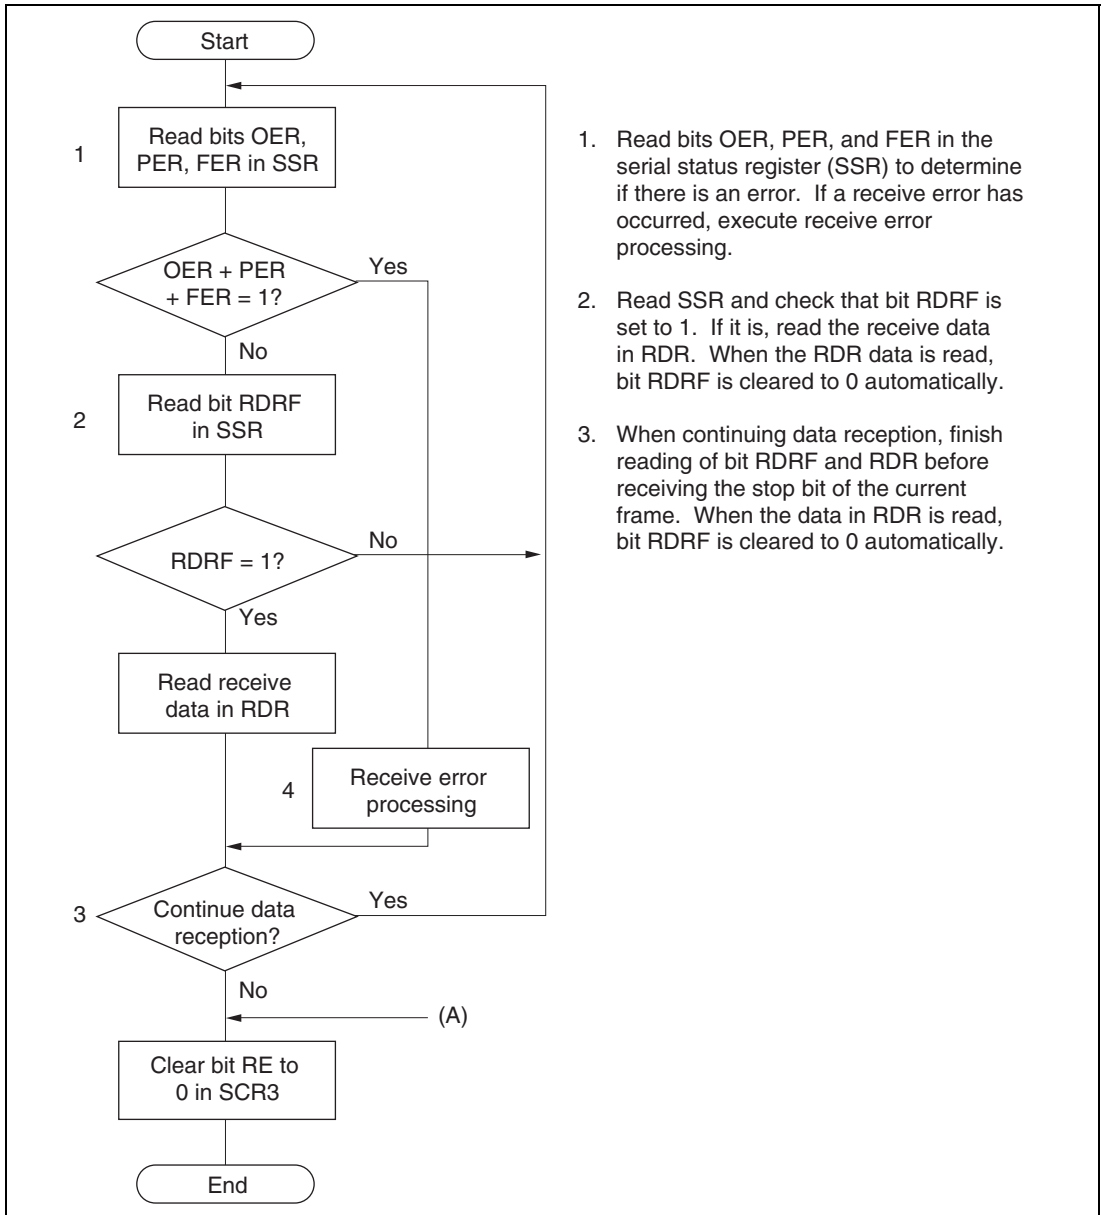 Start
1
Read bits OER,
PER, FER in SSR
OER + PER
+ FER = 1?
Yes
No
2
Read bit RDRF
in SSR
RDRF = 1?
No
Yes
Read receive
data in RDR
4
Receive error
processing
3
Continue data
reception?
Yes
No
(A)
Clear bit RE to
0 in SCR3
End
1. Read bits OER, PER, and FER in the
serial status register (SSR) to determine
if there is an error. If a receive error has
occurred, execute receive error
processing.
2. Read SSR and check that bit RDRF is
set to 1. If it is, read the receive data
in RDR. When the RDR data is read,
bit RDRF is cleared to 0 automatically.
3. When continuing data reception, finish
reading of bit RDRF and RDR before
receiving the stop bit of the current
frame. When the data in RDR is read,
bit RDRF is cleared to 0 automatically.